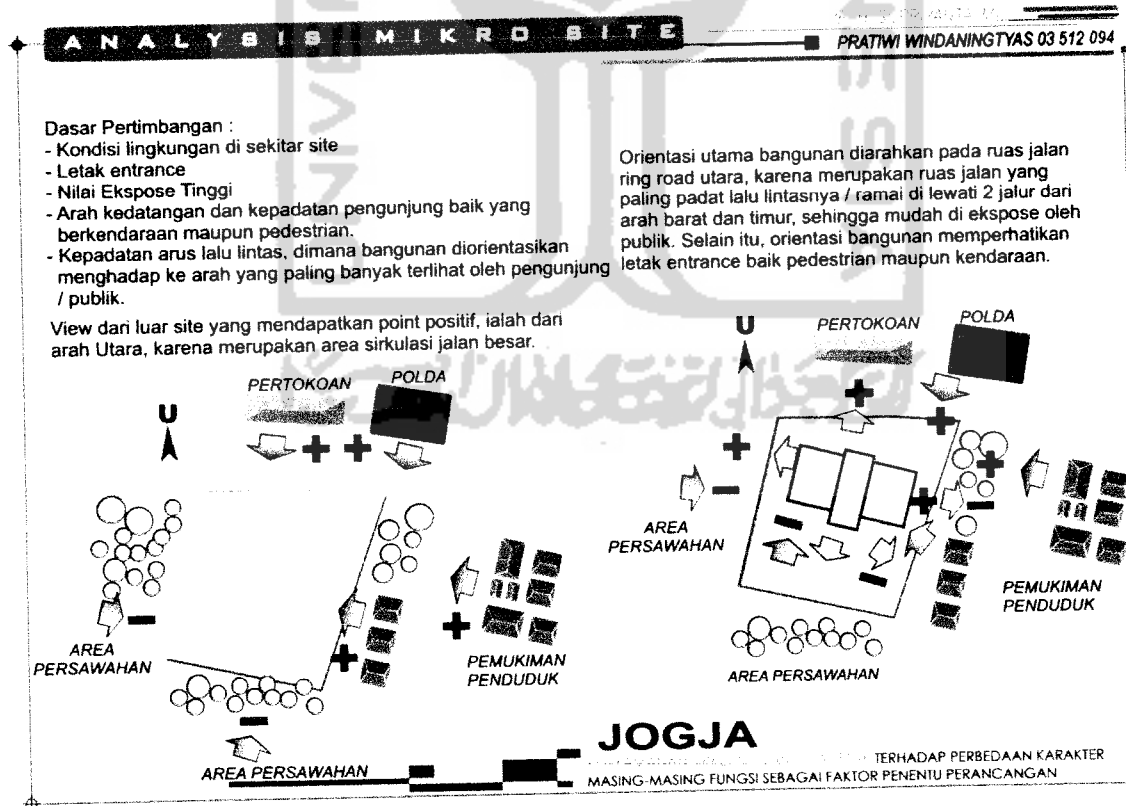 ANALYSIS MIKRO SITE
PRATIWI WINDANINGTYAS 03 512 094
Dasar Pertimbangan :
- Kondisi lingkungan di sekitar site
- Letak entrance
- Nilai Ekspose Tinggi
- Arah kedatangan dan kepadatan pengunjung baik yang
berkendaraan maupun pedestrian.
- Kepadatan arus lalu lintas, dimana bangunan diorientasikan
menghadap ke arah yang paling banyak terlihat oleh pengunjung
/ publik.
View dari luar site yang mendapatkan point positif, ialah dari
arah Utara, karena merupakan area sirkulasi jalan besar.
Orientasi utama bangunan diarahkan pada ruas jalan
ring road utara, karena merupakan ruas jalan yang
paling padat lalu lintasnya / ramai di lewati 2 jalur dari
arah barat dan timur, sehingga mudah di ekspose oleh
publik. Selain itu, orientasi bangunan memperhatikan
letak entrance baik pedestrian maupun kendaraan.
PERTOKOAN
POLDA
U
AREA
PERSAWAHAN
PEMUKIMAN
PENDUDUK
AREA PERSAWAHAN
U
PERTOKOAN
POLDA
AREA
PERSAWAHAN
PEMUKIMAN
PENDUDUK
AREA PERSAWAHAN
JOGJA
TERHADAP PERBEDAAN KARAKTER
MASING-MASING FUNGSI SEBAGAI FAKTOR PENENTU PERANCANGAN